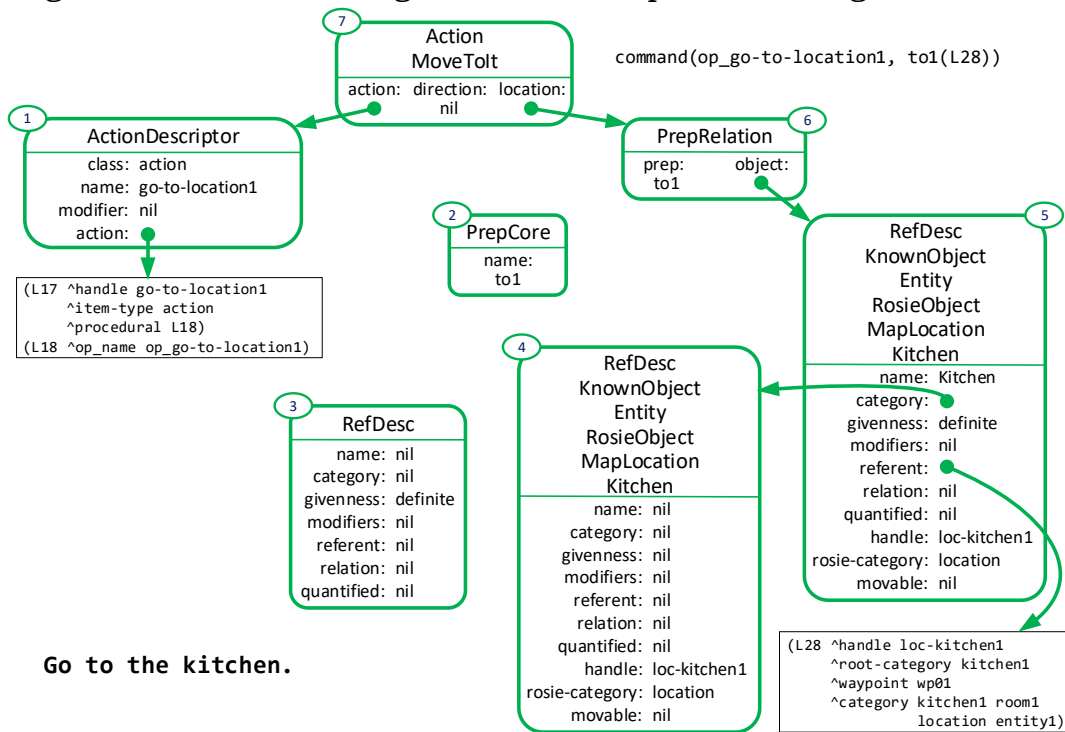 7
Action
MoveToIt
action: direction: location:
nil
command(op_go-to-location1, to1(L28))
1
ActionDescriptor
class: action
name: go-to-location1
modifier: nil
action:
(L17 ^handle go-to-location1
^item-type action
^procedural L18)
(L18 ^op_name op_go-to-location1)
6
PrepRelation
prep: object:
to1
2
PrepCore
name:
to1
5
RefDesc
KnownObject
Entity
RosieObject
MapLocation
Kitchen
name: Kitchen
category:
givenness: definite
modifiers: nil
referent:
relation: nil
quantified: nil
handle: loc-kitchen1
rosie-category: location
movable: nil
4
RefDesc
KnownObject
Entity
RosieObject
MapLocation
Kitchen
name: nil
category: nil
givenness: nil
modifiers: nil
referent: nil
relation: nil
quantified: nil
handle: loc-kitchen1
rosie-category: location
movable: nil
3
RefDesc
name: nil
category: nil
givenness: definite
modifiers: nil
referent: nil
relation: nil
quantified: nil
Go to the kitchen.
(L28 ^handle loc-kitchen1
^root-category kitchen1
^waypoint wp01
^category kitchen1 room1
location entity1)